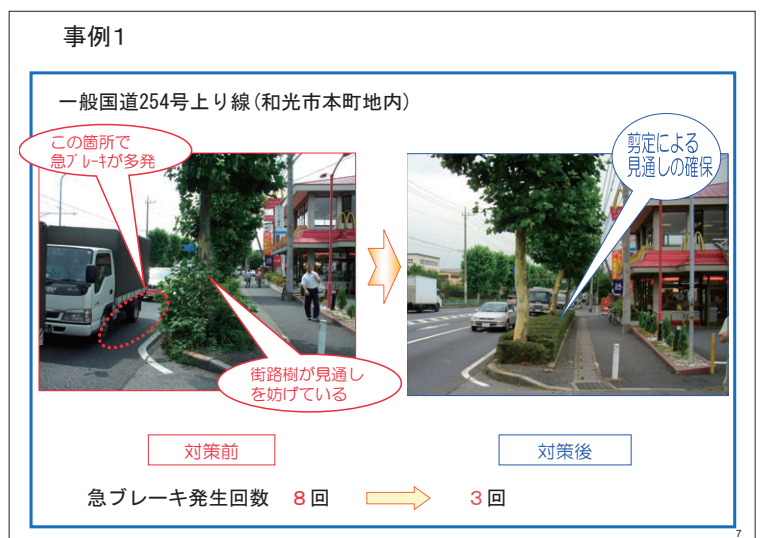 事例1
一般国道254号上り線(和光市本町地内)
この箇所で
急ブレーキが多発
剪定による
見通しの確保
街路樹が見通し
を妨げている
対策前
対策後
急ブレーキ発生回数 8回 3回
7